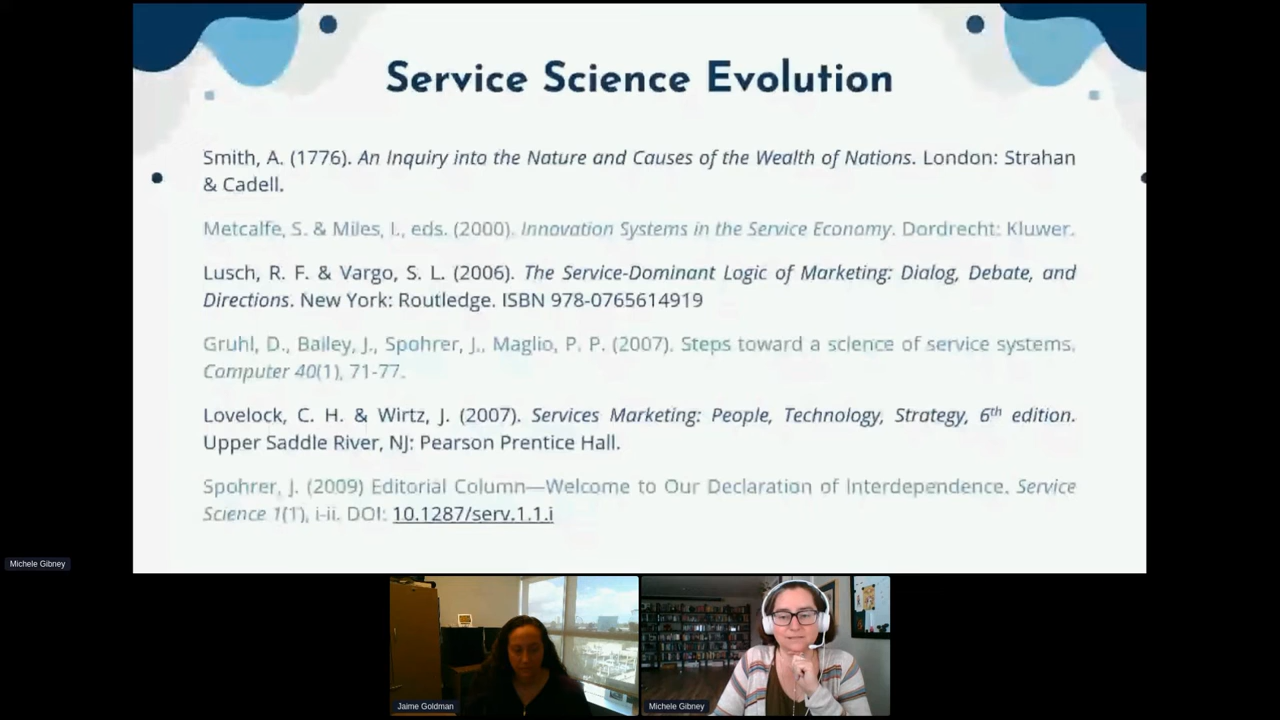 Service Science Evolution
Smith, A. (1776). An Inquiry into the Nature and Causes of the Wealth of Nations. London: Strahan
& Cadell.
Metcalfe, S. & Miles, I., eds. (2000). Innovation Systems in the Service Economy. Dordrecht: Kluwer.
Lusch, R. F. & Vargo, S. L. (2006). The Service-Dominant Logic of Marketing: Dialog, Debate, and
Directions. New York: Routledge. ISBN 978-0765614919
Gruhl, D., Bailey, J., Spohrer, J., Maglio, P. P. (2007). Steps toward a science of service systems.
Computer 40(1), 71-77.
Lovelock, C. H. & Wirtz, J. (2007). Services Marketing: People, Technology, Strategy, 6th edition.
Upper Saddle River, NJ: Pearson Prentice Hall.
Spohrer, J. (2009) Editorial Column—Welcome to Our Declaration of Interdependence. Service
Science 1(1), i-ii. DOI: 10.1287/serv.1.1.i
Michele Gibney
Jaime Goldman
Michele Gibney